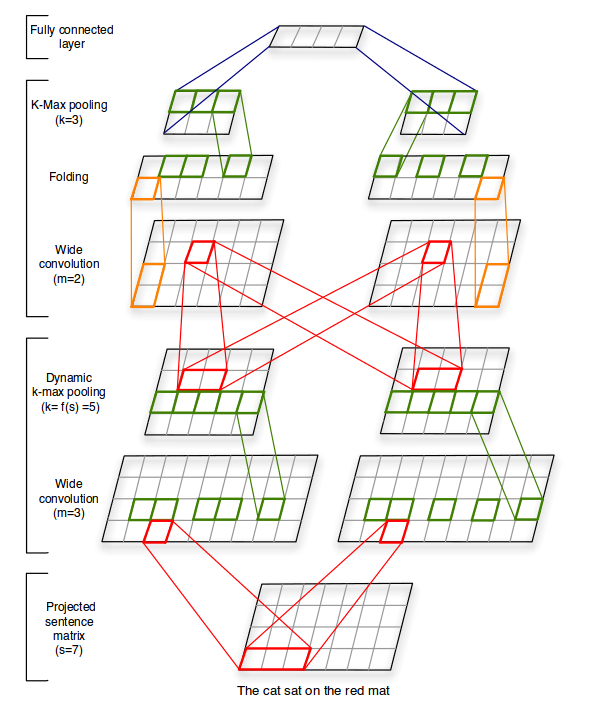 Fully connected
layer
K-Max pooling
(k=3)
Folding
Wide
convolution
(m=2)
Dynamic
k-max pooling
(k= f(s) =5)
Wide
convolution
(m=3)
Projected
sentence
matrix
(s=7)
The cat sat on the red mat